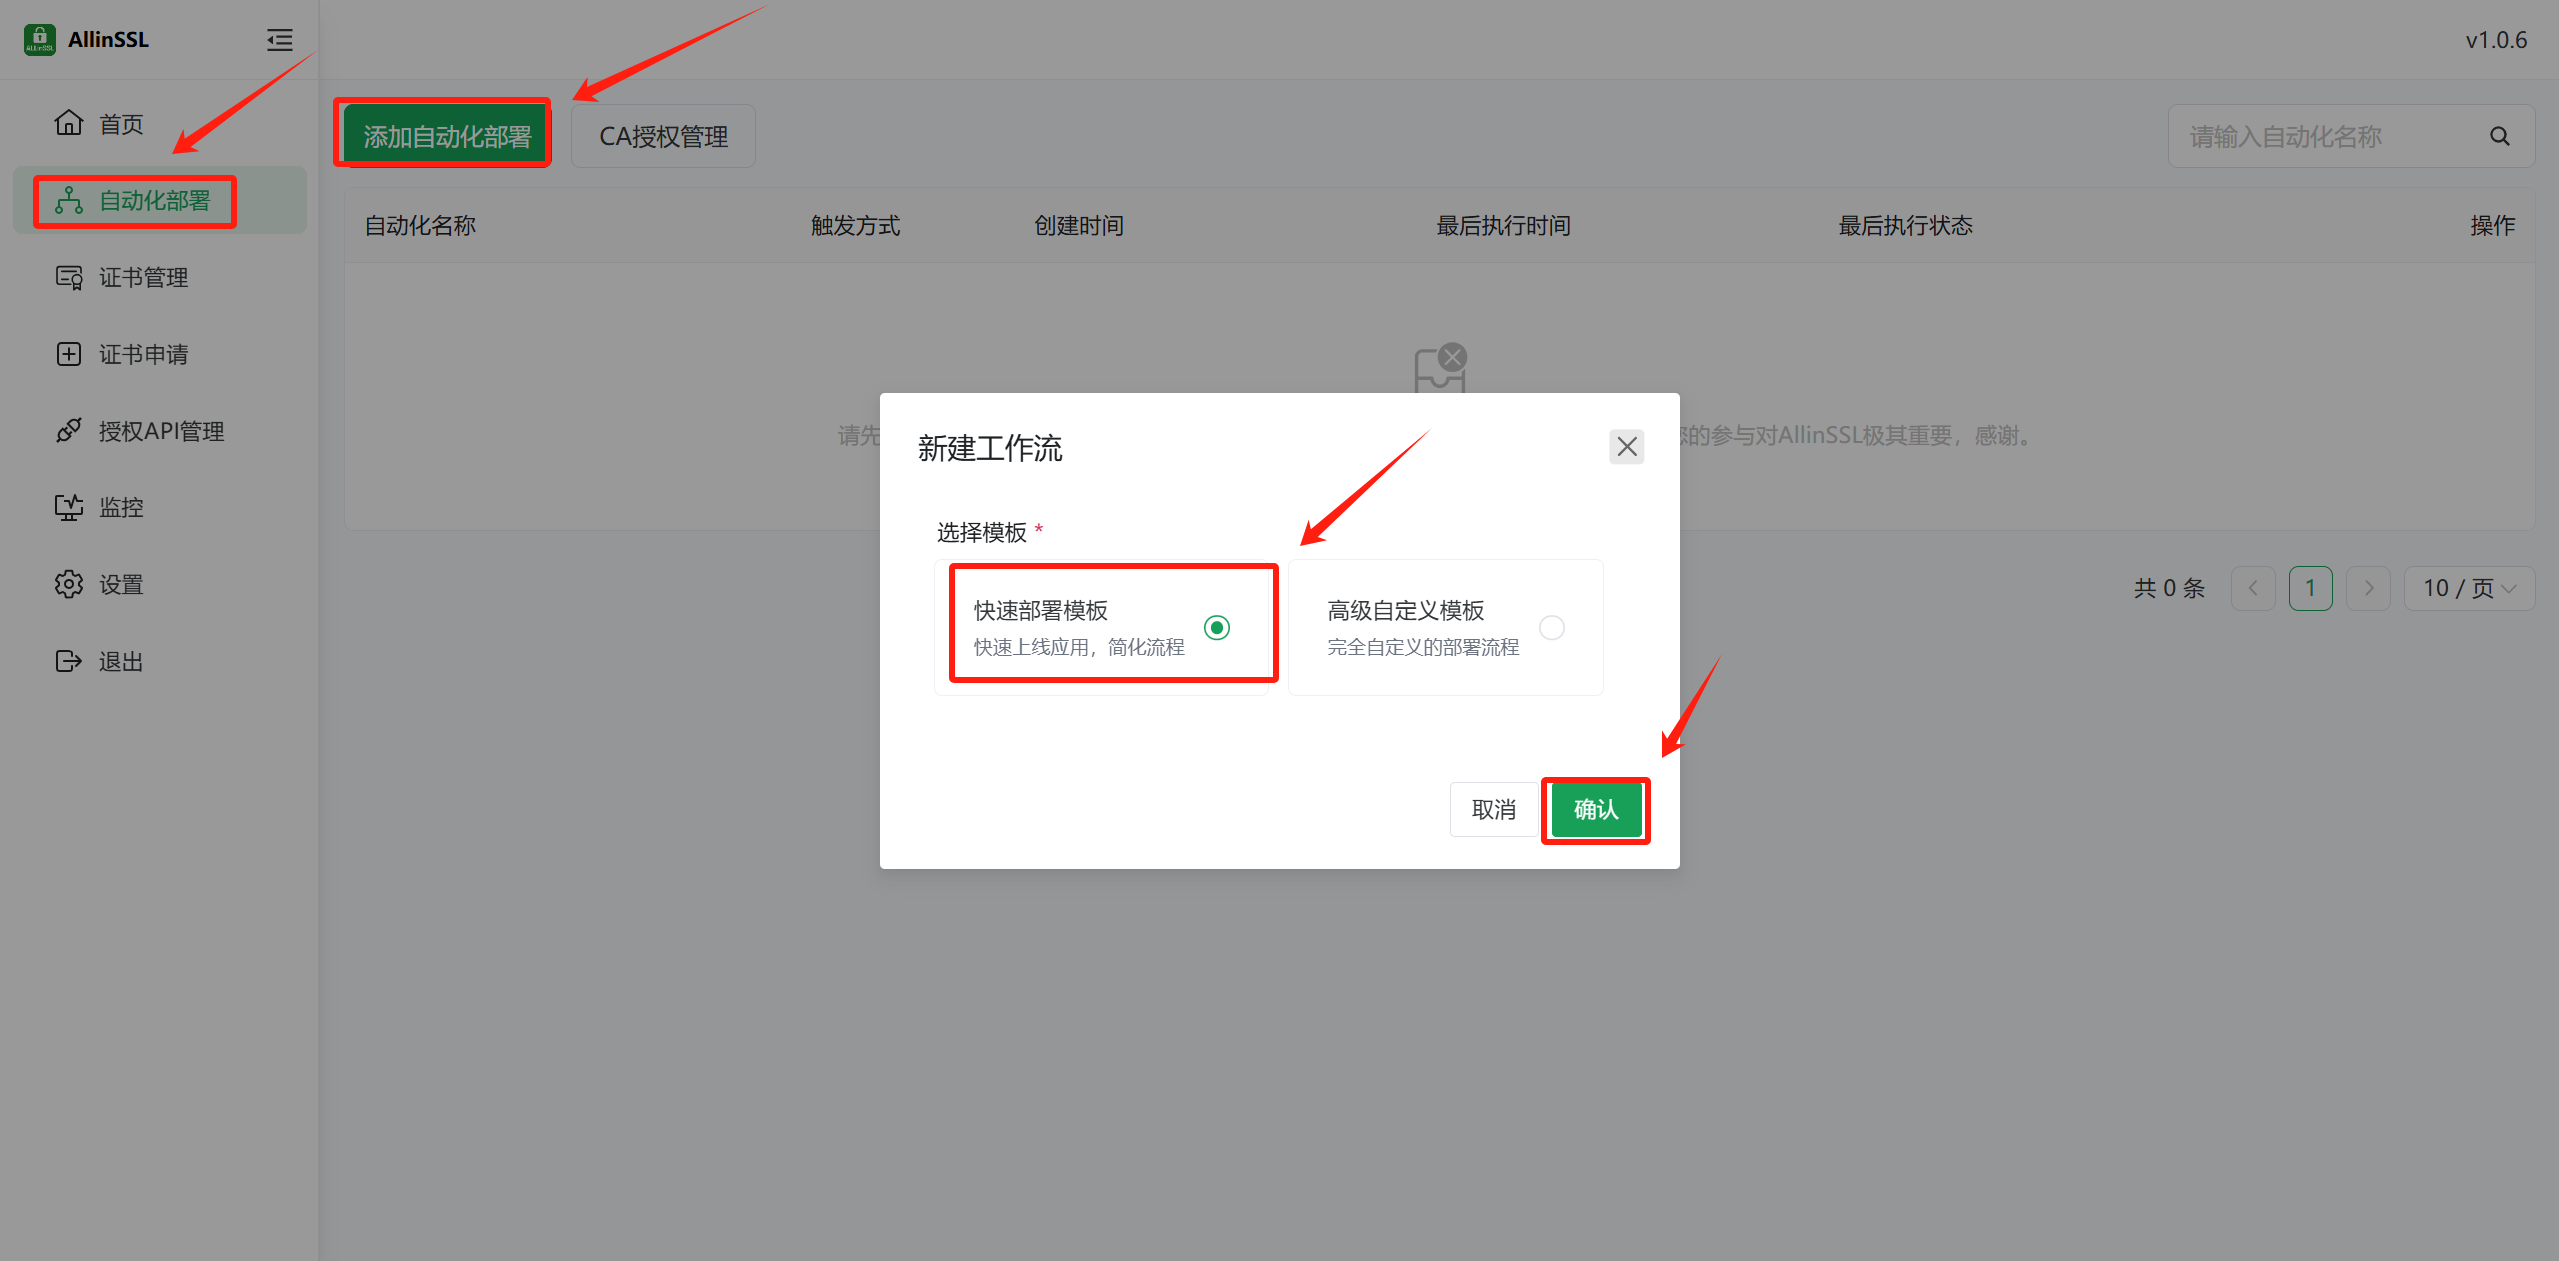 AllinSSL
v1.0.6
首页
自动化部署
证书管理
证书申请
授权API管理
监控
设置
退出
添加自动化部署
CA授权管理
请输入自动化名称
自动化名称 触发方式 创建时间 最后执行时间 最后执行状态 操作
请先
的参与对AllinSSL极其重要，感谢。
共 0 条 1 10 / 页
新建工作流
选择模板 *
快速部署模板
快速上线应用，简化流程
高级自定义模板
完全自定义的部署流程
取消 确认